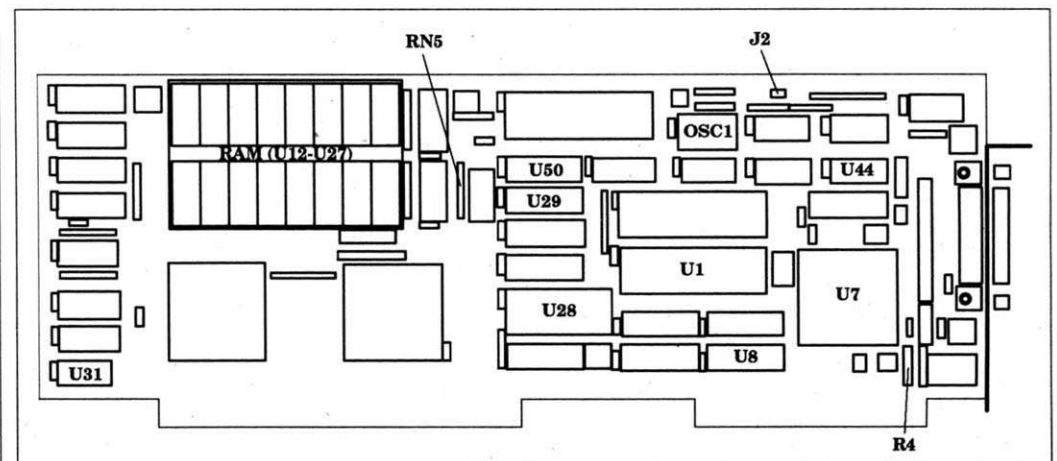 RN5
J2
OSC1
RAM (U12-U27)
U50
U44
U29
U1
U7
U28
U8
U31
R4